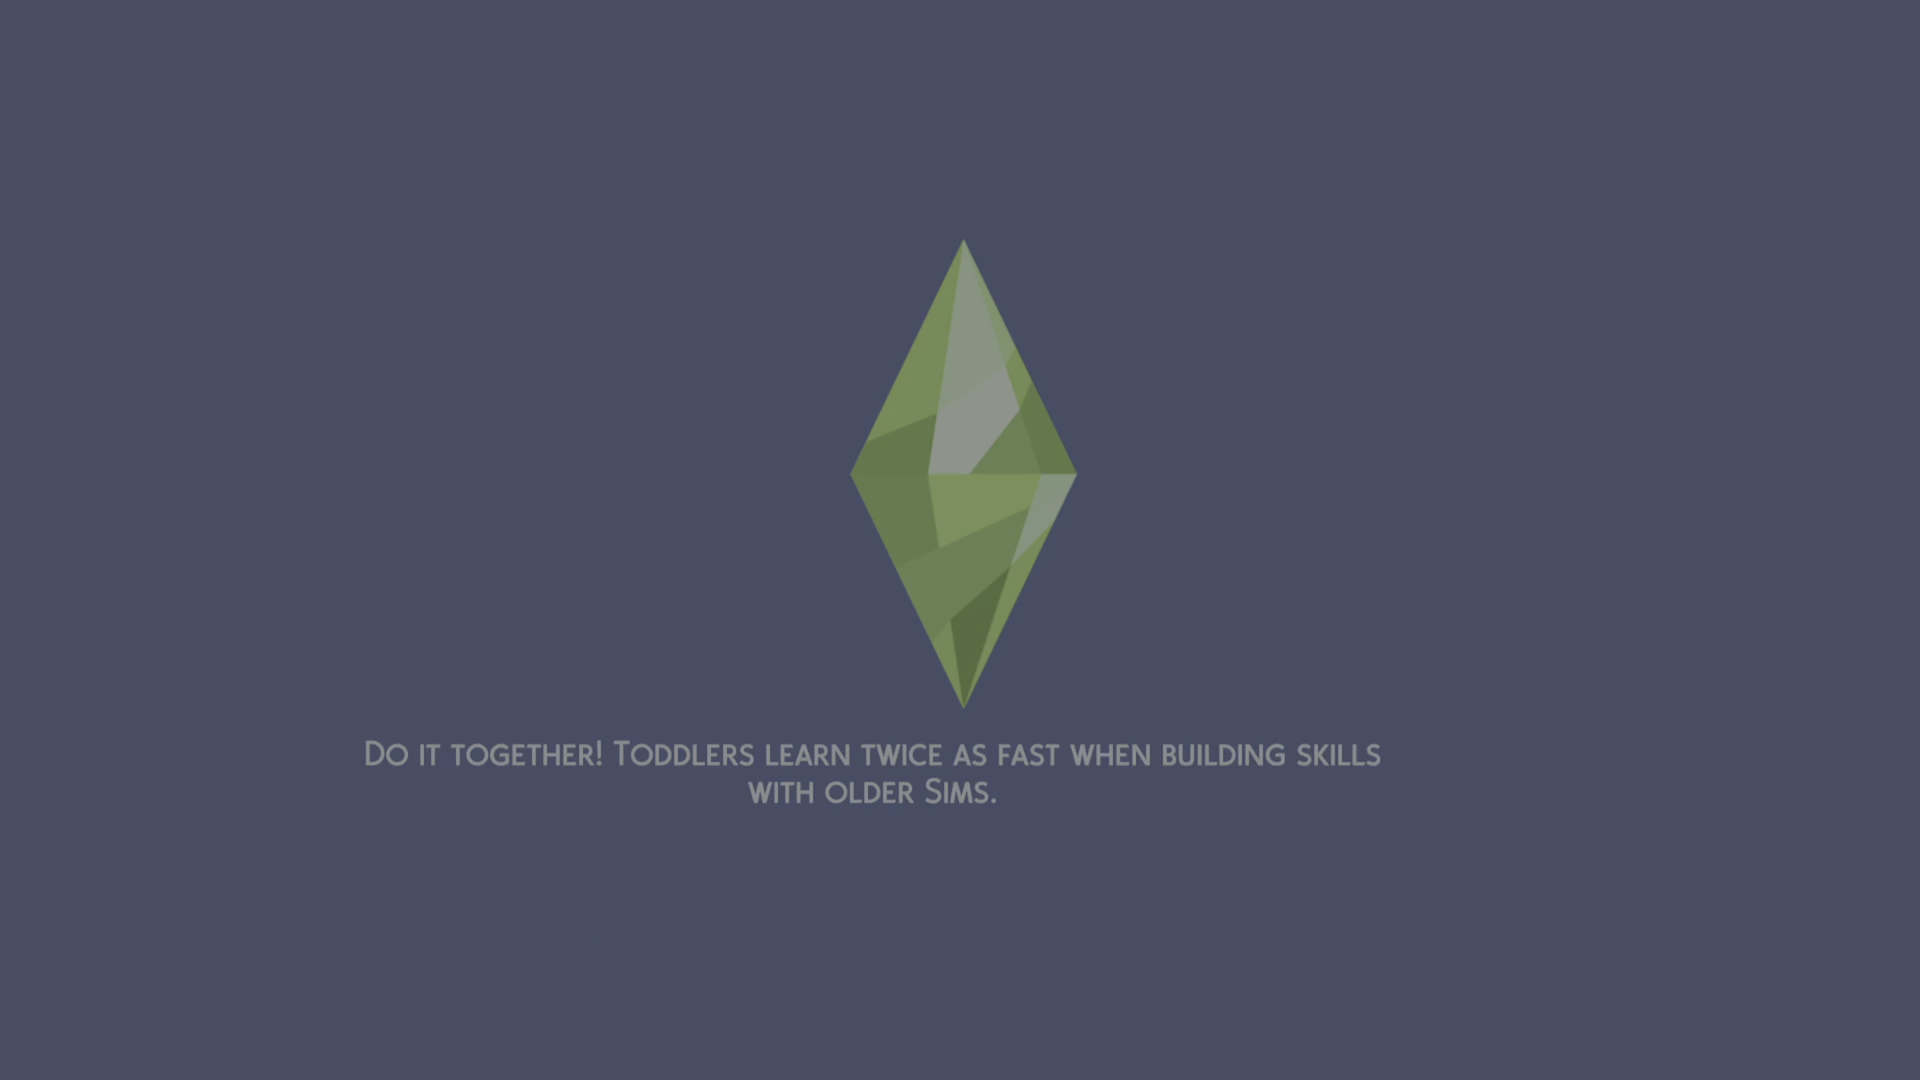 Do it together! Toddlers learn twice as fast when building skills
with older Sims.